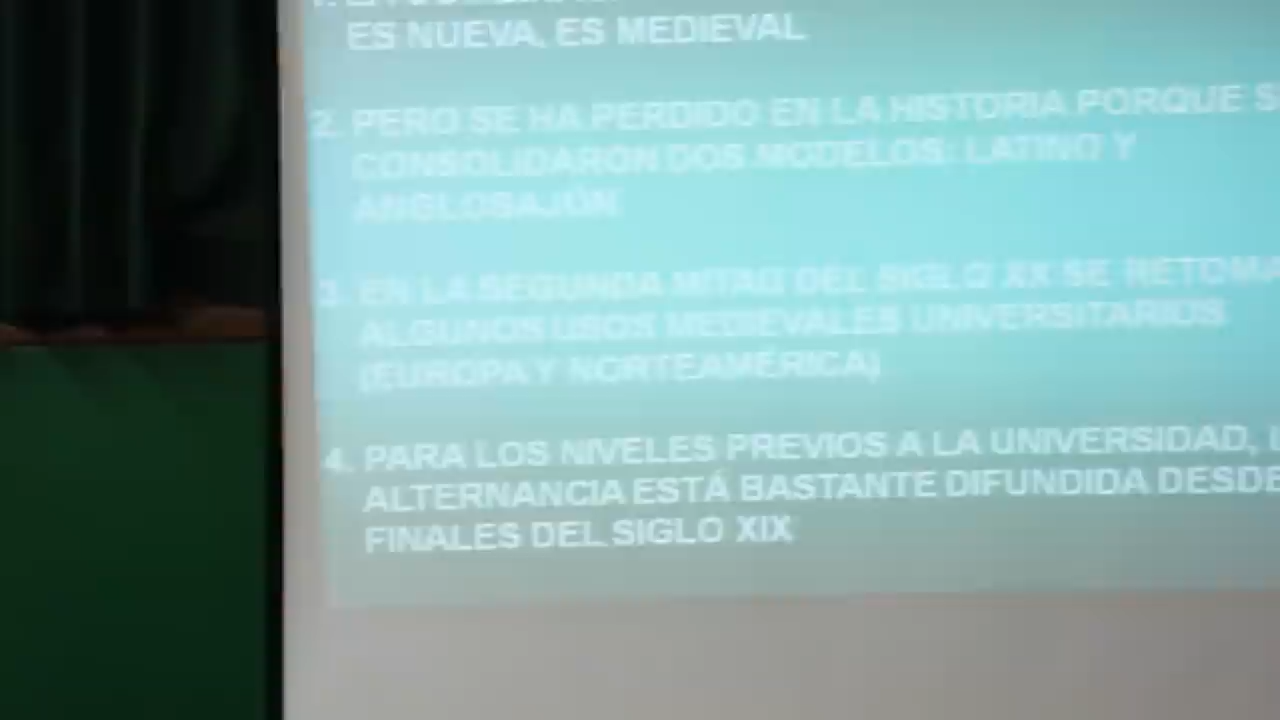 ES NUEVA, ES MEDIEVAL
2. PERO SE HA PERDIDO EN LA HISTORIA PORQUE S
CONSOLIDARON DOS MODELOS: LATINO Y
ANGLOSAJÓN
3. EN LA SEGUNDA MITAD DEL SIGLO XX SE RETOMA
ALGUNOS USOS MEDIEVALES UNIVERSITARIOS
(EUROPA Y NORTEAMÉRICA)
4. PARA LOS NIVELES PREVIOS A LA UNIVERSIDAD,
ALTERNANCIA ESTÁ BASTANTE DIFUNDIDA DESDE
FINALES DEL SIGLO XIX